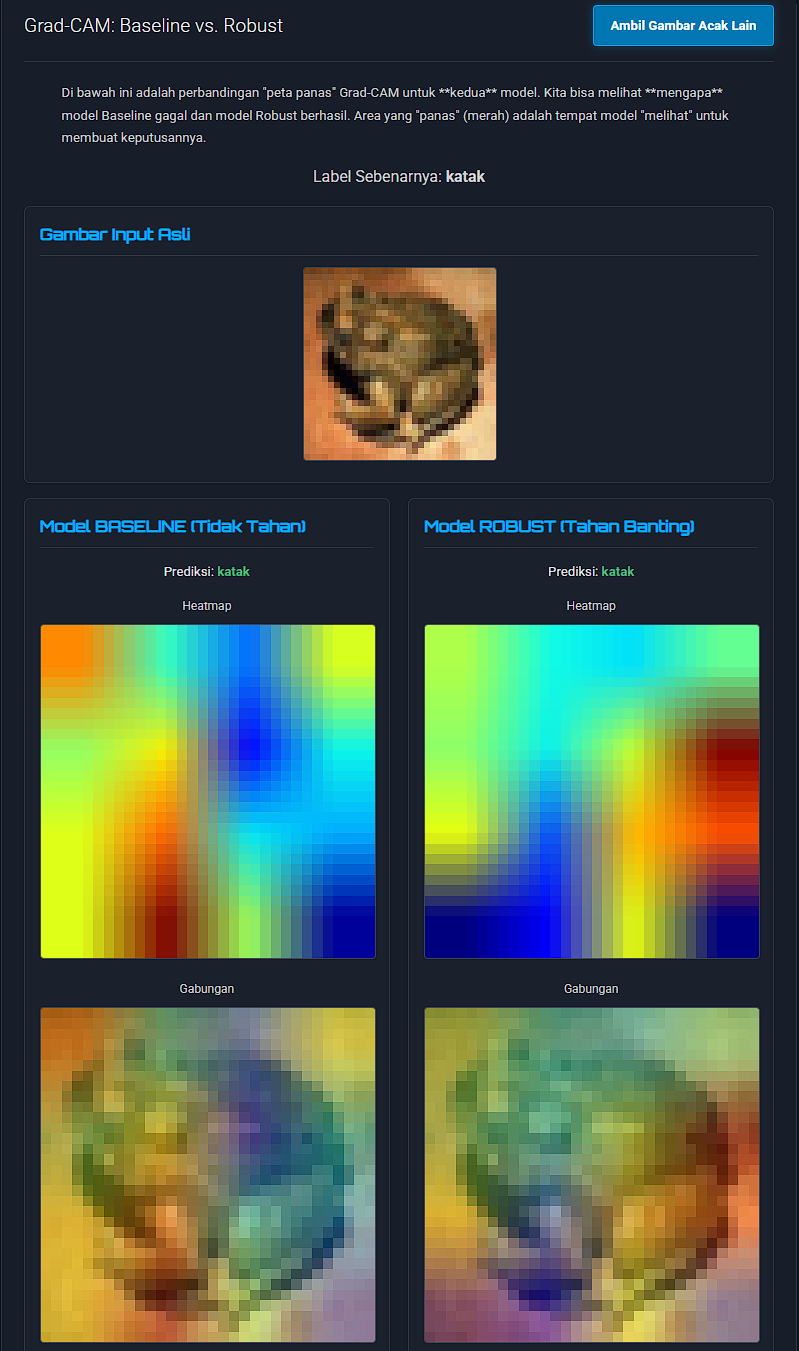 Grad-CAM: Baseline vs. Robust
Ambil Gambar Acak Lain
Di bawah ini adalah perbandingan "peta panas" Grad-CAM untuk **kedua** model. Kita bisa melihat **mengapa**
model Baseline gagal dan model Robust berhasil. Area yang "panas" (merah) adalah tempat model "melihat" untuk
membuat keputusannya.
Label Sebenarnya: katak
Gambar Input Asli
Model BASELINE (Tidak Tahan)
Prediksi: katak
Heatmap
Gabungan
Model ROBUST (Tahan Banting)
Prediksi: katak
Heatmap
Gabungan